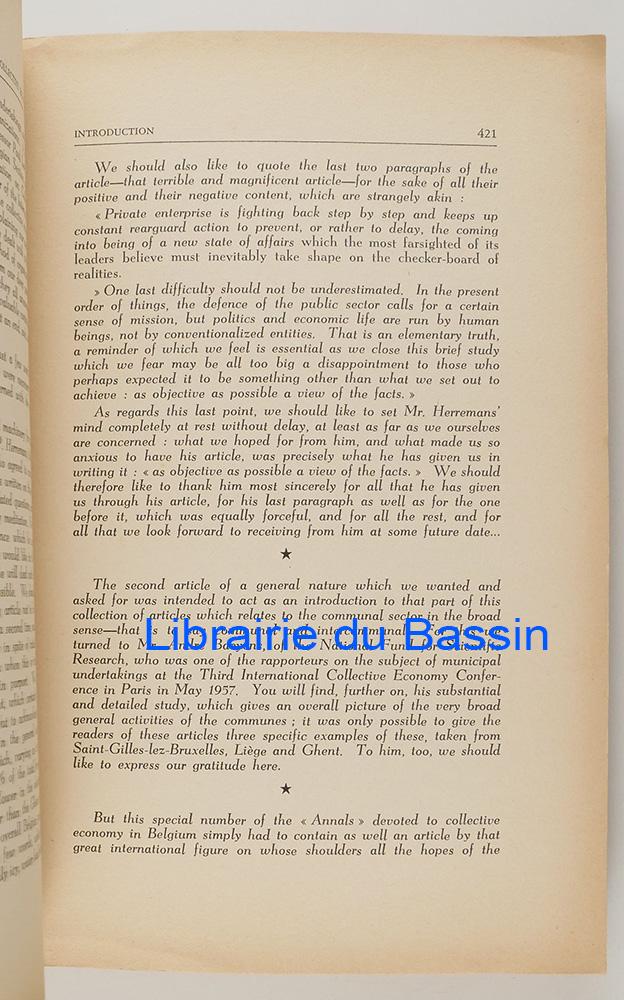 INTRODUCTION 421
We should also like to quote the last two paragraphs of the
article—that terrible and magnificent article—for the sake of all their
positive and their negative content, which are strangely akin :
« Private enterprise is fighting back step by step and keeps up
constant rearguard action to prevent, or rather to delay, the coming
into being of a new state of affairs which the most farsighted of its
leaders believe must inevitably take shape on the checker-board of
realities.
» One last difficulty should not be underestimated. In the present
order of things, the defence of the public sector calls for a certain
sense of mission, but politics and economic life are run by human
beings, not by conventionalized entities. That is an elementary truth,
a reminder of which we feel is essential as we close this brief study
which we fear may be all too big a disappointment to those who
perhaps expected it to be something other than what we set out to
achieve : as objective as possible a view of the facts. »
As regards this last point, we should like to set Mr. Herremans'
mind completely at rest without delay, at least as far as we ourselves
are concerned : what we hoped for from him, and what made us so
anxious to have his article, was precisely what he has given us in
writing it : « as objective as possible a view of the facts. » We should
therefore like to thank him most sincerely for all that he has given
us through his article, for his last paragraph as well as for the one
before it, which was equally forceful, and for all the rest, and for
all that we look forward to receiving from him at some future date...
★
The second article of a general nature which we wanted and
asked for was intended to act as an introduction to that part of this
collection of articles which relates to the communal sector in the broad
sense—that is to
Librairie du Bassin
turned to
Research, who was one of the rapporteurs on the subject of municipal
undertakings at the Third International Collective Economy Confer-
ence in Paris in May 1957. You will find, further on, his substantial
and detailed study, which gives an overall picture of the very broad
general activities of the communes ; it was only possible to give the
readers of these articles three specific examples of these, taken from
Saint-Gilles-lez-Bruxelles, Liège and Ghent. To him, too, we should
like to express our gratitude here.
★
But this special number of the « Annals » devoted to collective
economy in Belgium simply had to contain as well an article by that
great international figure on whose shoulders all the hopes of the